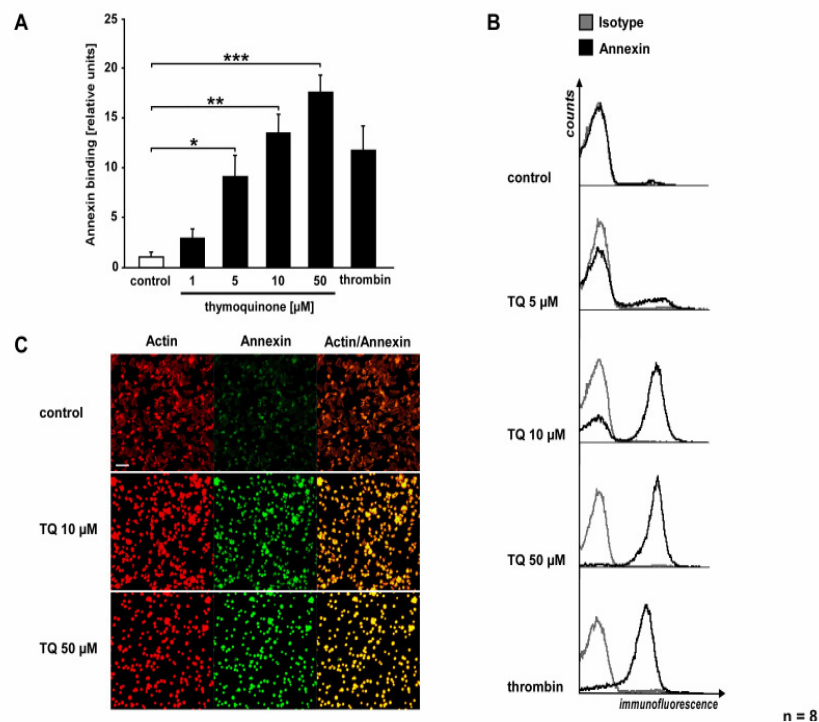 A
25
20
15
10
5
0
Annexin binding [relative units]
***
**
*
control 1 5 10 50 thrombin
thymoquinone [µM]
B
Isotype
Annexin
counts
control
TQ 5 µM
TQ 10 µM
TQ 50 µM
thrombin
immunofluorescence
C
Actin Annexin Actin/Annexin
control
TQ 10 µM
TQ 50 µM
n = 8